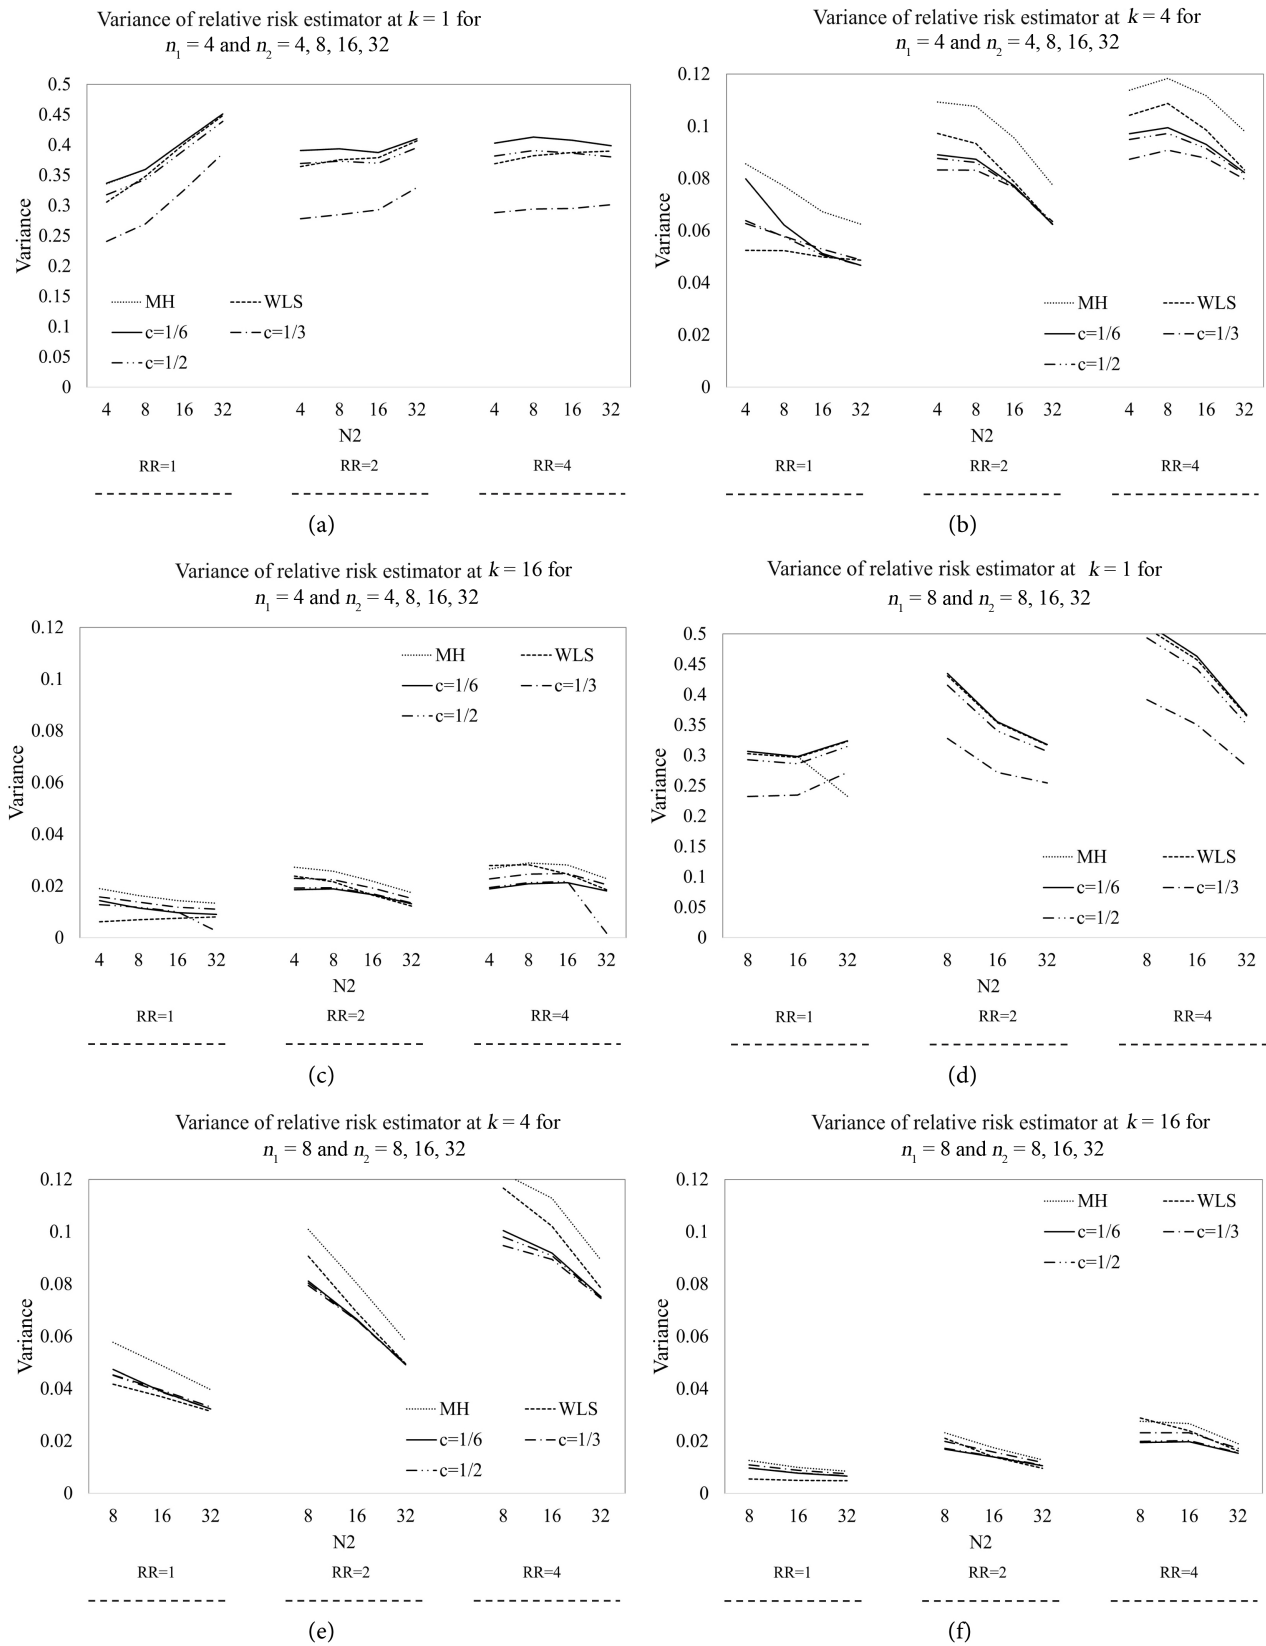 Variance of relative risk estimator at k = 1 for
n1 = 4 and n2 = 4, 8, 16, 32
0.5
0.45
0.4
0.35
0.3
0.25
0.2
0.15
0.1
0.05
0
Variance
MH WLS
c=1/6 c=1/3
c=1/2
4 8 16 32 4 8 16 32 4 8 16 32
N2
RR=1 RR=2 RR=4
(a)
Variance of relative risk estimator at k = 4 for
n1 = 4 and n2 = 4, 8, 16, 32
0.12
0.1
0.08
0.06
0.04
0.02
0
Variance
MH WLS
c=1/6 c=1/3
c=1/2
4 8 16 32 4 8 16 32 4 8 16 32
N2
RR=1 RR=2 RR=4
(b)
Variance of relative risk estimator at k = 16 for
n1 = 4 and n2 = 4, 8, 16, 32
0.12
0.1
0.08
0.06
0.04
0.02
0
Variance
MH WLS
c=1/6 c=1/3
c=1/2
4 8 16 32 4 8 16 32 4 8 16 32
N2
RR=1 RR=2 RR=4
(c)
Variance of relative risk estimator at k = 1 for
n1 = 8 and n2 = 8, 16, 32
0.5
0.45
0.4
0.35
0.3
0.25
0.2
0.15
0.1
0.05
0
Variance
MH WLS
c=1/6 c=1/3
c=1/2
8 16 32 8 16 32 8 16 32
N2
RR=1 RR=2 RR=4
(d)
Variance of relative risk estimator at k = 4 for
n1 = 8 and n2 = 8, 16, 32
0.12
0.1
0.08
0.06
0.04
0.02
0
Variance
MH WLS
c=1/6 c=1/3
c=1/2
8 16 32 8 16 32 8 16 32
N2
RR=1 RR=2 RR=4
(e)
Variance of relative risk estimator at k = 16 for
n1 = 8 and n2 = 8, 16, 32
0.12
0.1
0.08
0.06
0.04
0.02
0
Variance
MH WLS
c=1/6 c=1/3
c=1/2
8 16 32 8 16 32 8 16 32
N2
RR=1 RR=2 RR=4
(f)